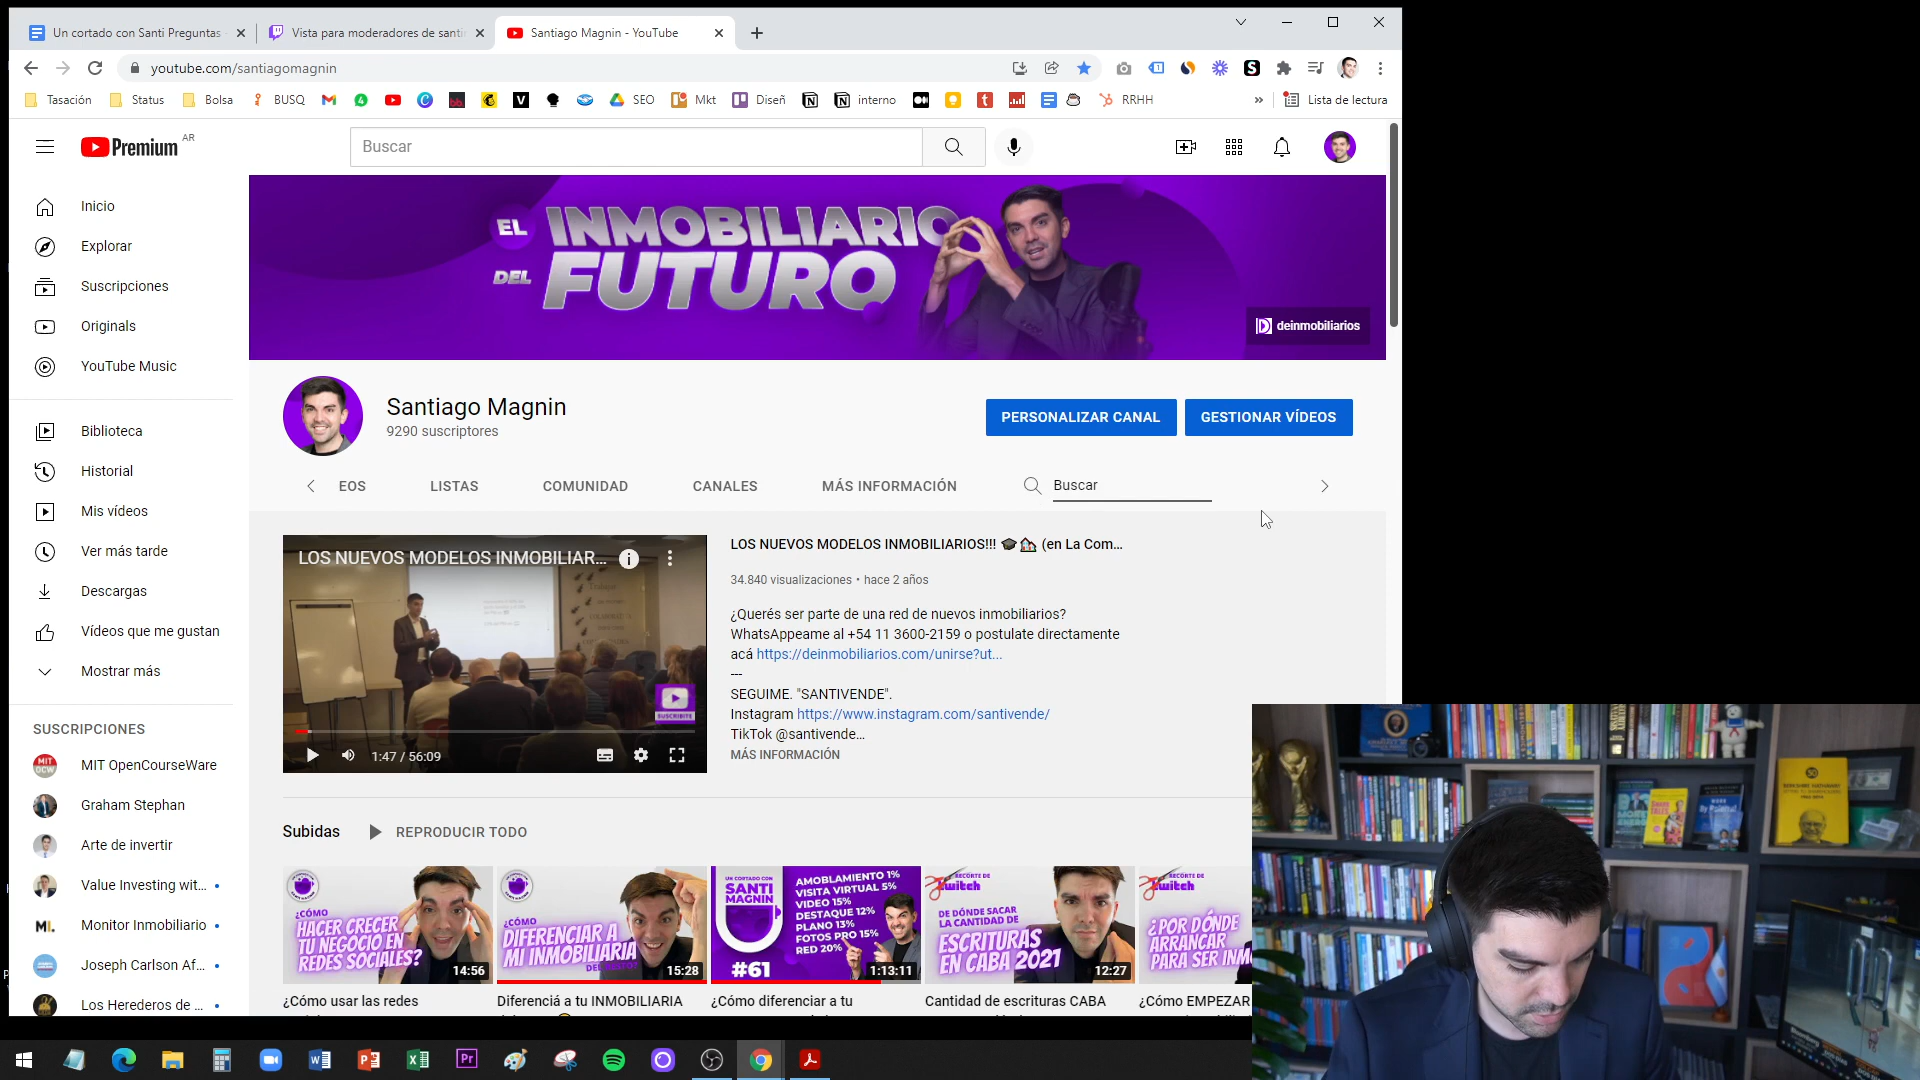 Un cortado con Santi Preguntas
Vista para moderadores de santi
Santiago Magnin - YouTube
youtube.com/santiagomagnin
Tasación
Status
Bolsa
BUSQ
SEO
Mkt
Diseñ
interno
RRHH
»
Lista de lectura
Premium AR
Buscar
Inicio
Explorar
Suscripciones
Originals
YouTube Music
Biblioteca
Historial
Mis vídeos
Ver más tarde
Descargas
Vídeos que me gustan
Mostrar más
SUSCRIPCIONES
MIT OpenCourseWare
Graham Stephan
Arte de invertir
Value Investing wit...
Monitor Inmobiliario
Joseph Carlson Af...
Los Herederos de ...
EL INMOBILIARIO
DEL FUTURO
deinmobiliarios
Santiago Magnin
9290 suscriptores
PERSONALIZAR CANAL
GESTIONAR VÍDEOS
EOS
LISTAS
COMUNIDAD
CANALES
MÁS INFORMACIÓN
Buscar
LOS NUEVOS MODELOS INMOBILIAR...
SUSCRIBITE
1:47 / 56:09
LOS NUEVOS MODELOS INMOBILIARIOS!!! 🎓🏘️ (en La Com...
34.840 visualizaciones • hace 2 años
¿Querés ser parte de una red de nuevos inmobiliarios?
WhatsAppeame al +54 11 3600-2159 o postulate directamente
acá https://deinmobiliarios.com/unirse?ut...
---
SEGUIME. "SANTIVENDE".
Instagram https://www.instagram.com/santivende/
TikTok @santivende...
MÁS INFORMACIÓN
Subidas
REPRODUCIR TODO
¿CÓMO
HACER CRECER
TU NEGOCIO EN
REDES SOCIALES?
14:56
¿CÓMO
DIFERENCIAR A
MI INMOBILIARIA
DEL RESTO?
15:28
UN CORTADO CON
SANTI
MAGNIN
#61
AMOBLAMIENTO 1%
VISITA VIRTUAL 5%
VIDEO 15%
DESTAQUE 12%
PLANO 13%
FOTOS PRO 15%
RED 20%
1:13:11
RECORTE DE
Twitch
DE DÓNDE SACAR
LA CANTIDAD DE
ESCRITURAS
EN CABA 2021
12:27
RECORTE DE
Twitch
¿POR DÓNDE
ARRANCAR
PARA SER INM
¿Cómo usar las redes
Diferenciá a tu INMOBILIARIA
¿Cómo diferenciar a tu
Cantidad de escrituras CABA
¿Cómo EMPEZAR